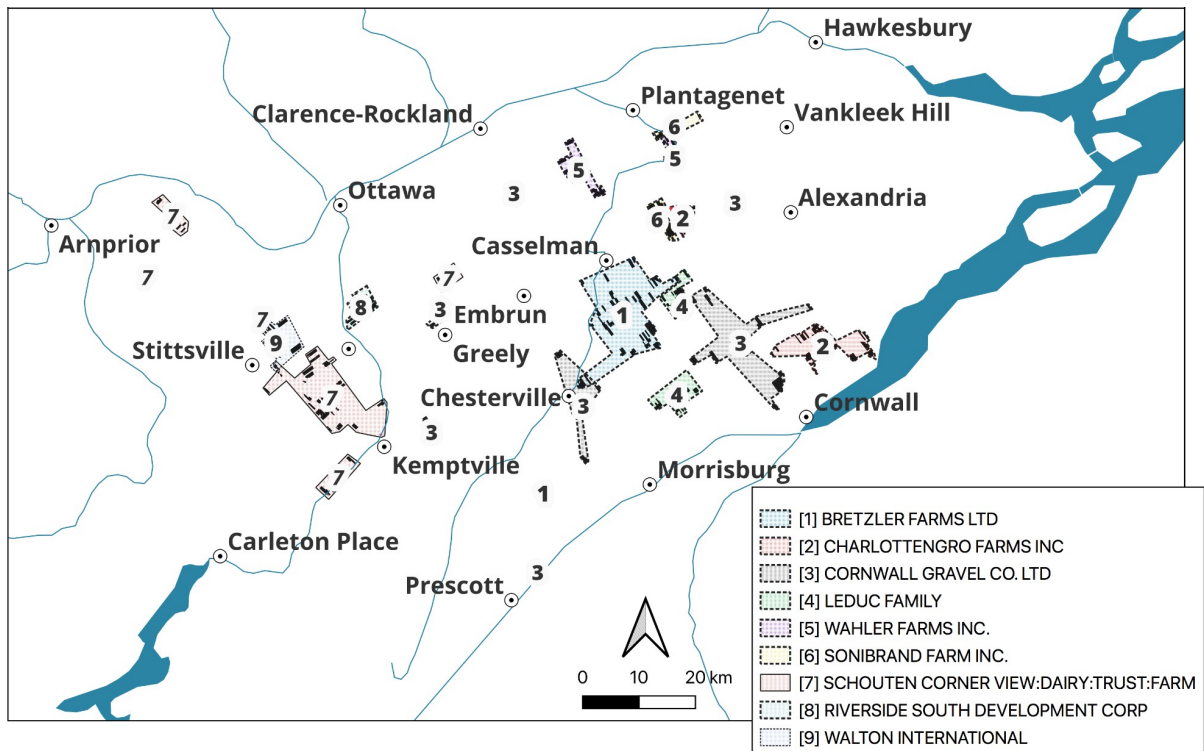 Hawkesbury
Plantagenet
Clarence-Rockland
Vankleek Hill
6
5
5
Ottawa
3
3
Alexandria
7
6
2
Arnprior
Casselman
7
7
4
8
3
Embrun
1
7
9
3
2
Stittsville
Greely
7
4
Chesterville
3
Cornwall
3
Kemptville
7
Morrisburg
1
Carleton Place
3
Prescott
0 10 20 km
[1] BRETZLER FARMS LTD
[2] CHARLOTTENGRO FARMS INC
[3] CORNWALL GRAVEL CO. LTD
[4] LEDUC FAMILY
[5] WAHLER FARMS INC.
[6] SONIBRAND FARM INC.
[7] SCHOUTEN CORNER VIEW:DAIRY:TRUST:FARM
[8] RIVERSIDE SOUTH DEVELOPMENT CORP
[9] WALTON INTERNATIONAL